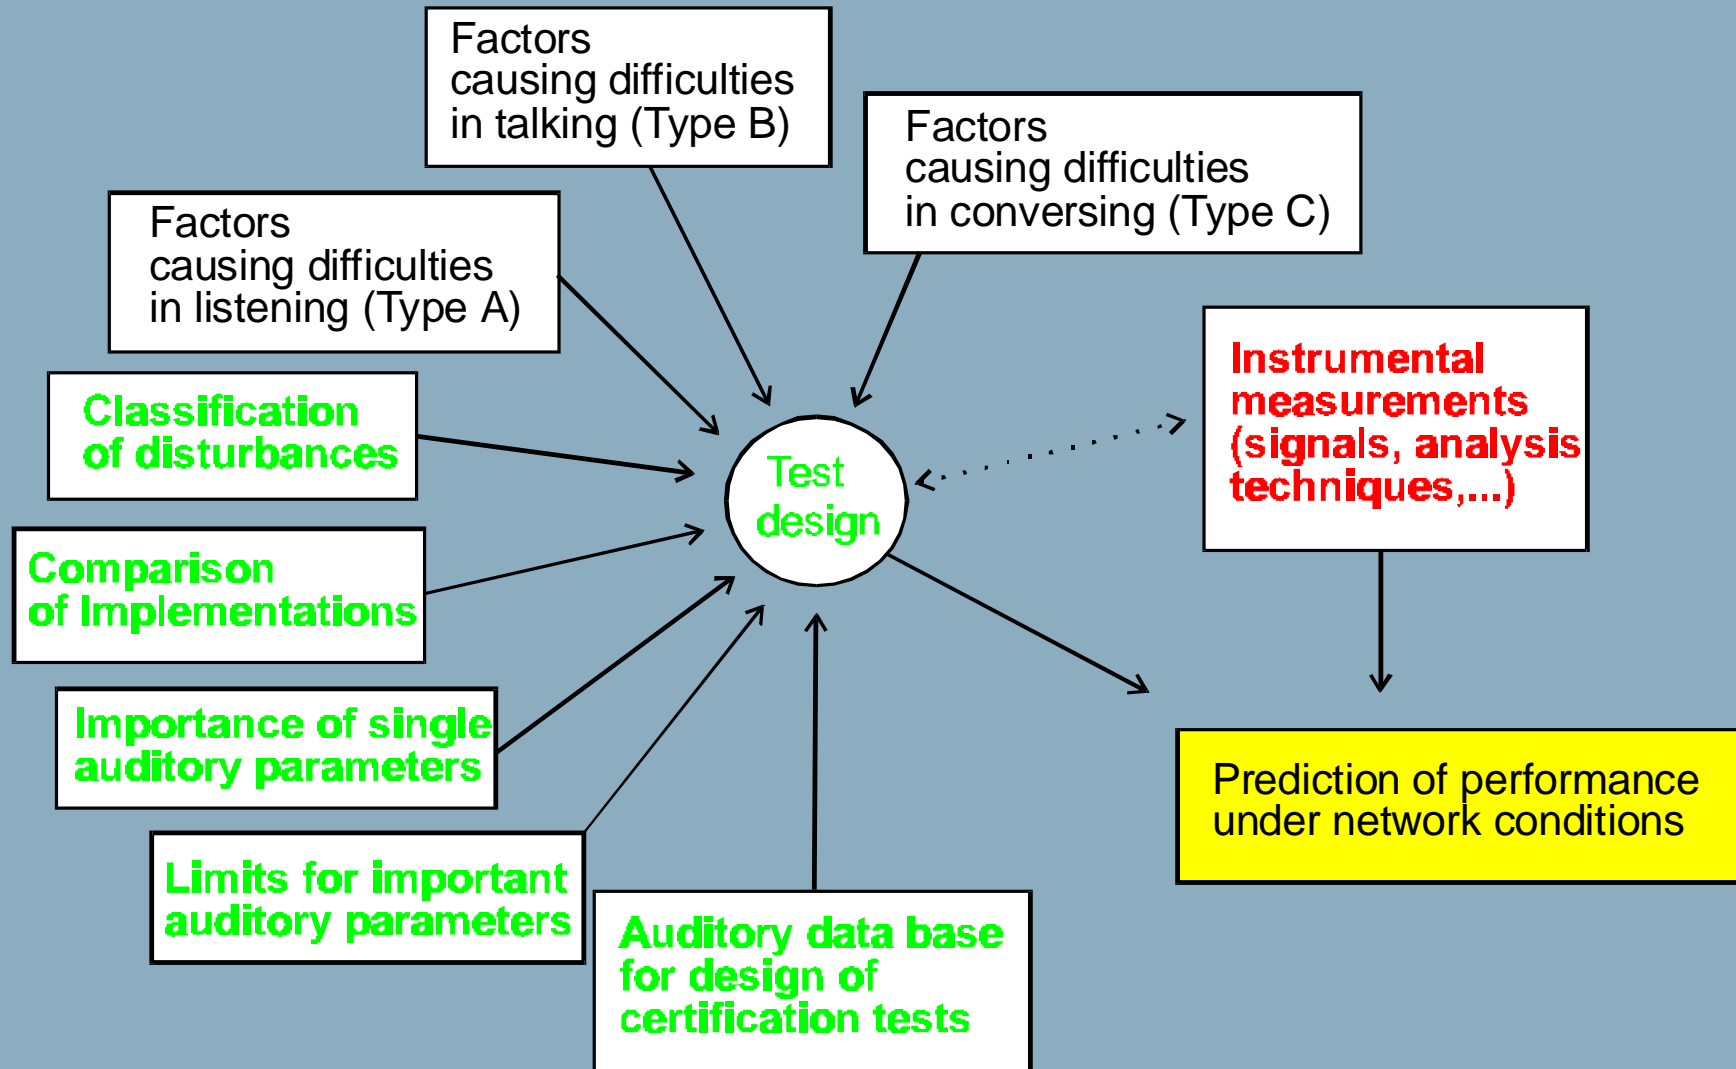 Factors
causing difficulties
in talking (Type B)
Factors
causing difficulties
in conversing (Type C)
Factors
causing difficulties
in listening (Type A)
Instrumental
measurements
(signals, analysis
techniques,...)
Classification
of disturbances
Test
design
Comparison
of Implementations
Importance of single
auditory parameters
Prediction of performance
under network conditions
Limits for important
auditory parameters
Auditory data base
for design of
certification tests